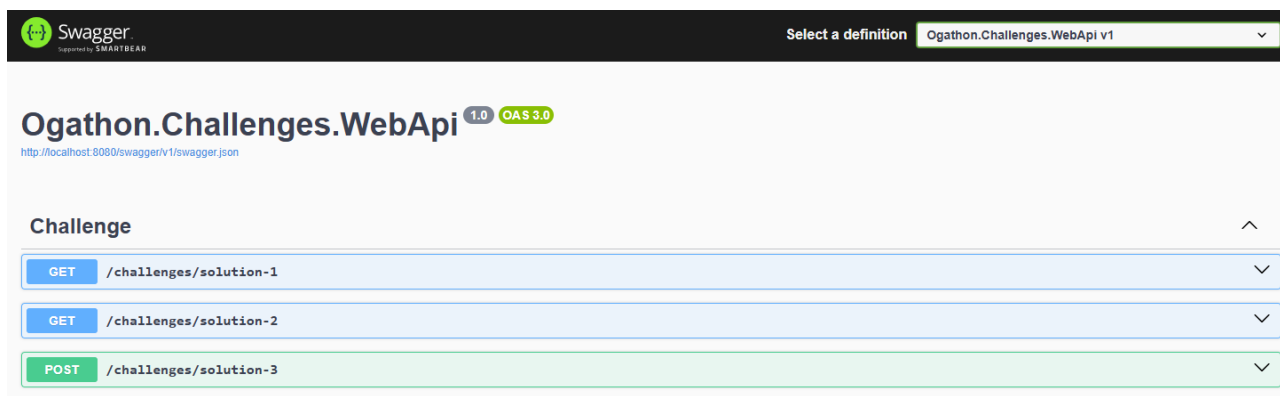 {···} Swagger.
Supported by SMARTBEAR
Select a definition
Ogathon.Challenges.WebApi v1
Ogathon.Challenges.WebApi 1.0 OAS 3.0
http://localhost:8080/swagger/v1/swagger.json
Challenge
GET /challenges/solution-1
GET /challenges/solution-2
POST /challenges/solution-3